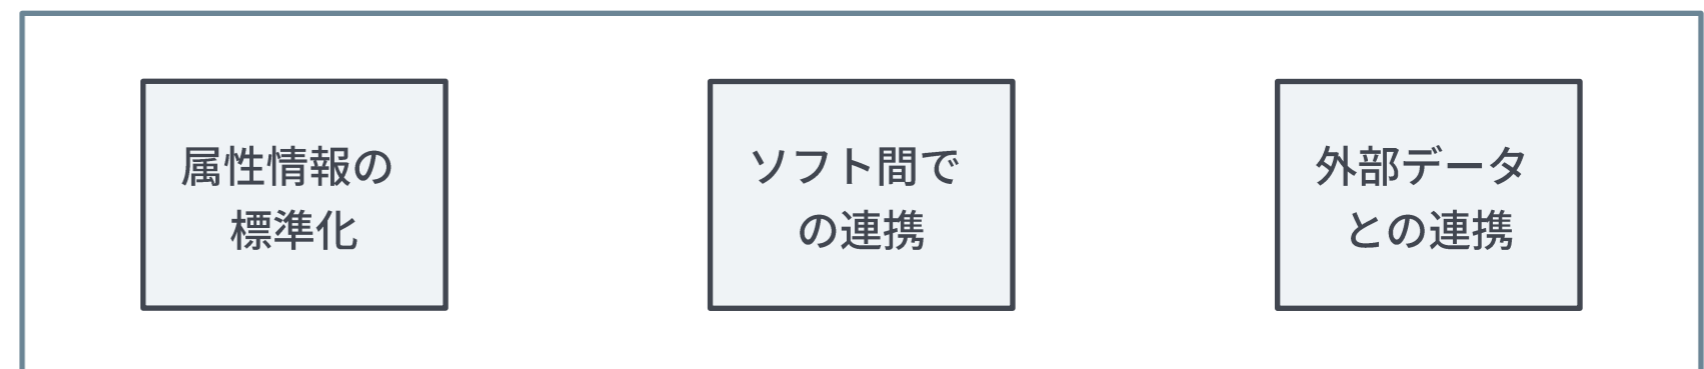 属性情報の
標準化
ソフト間で
の連携
外部データ
との連携